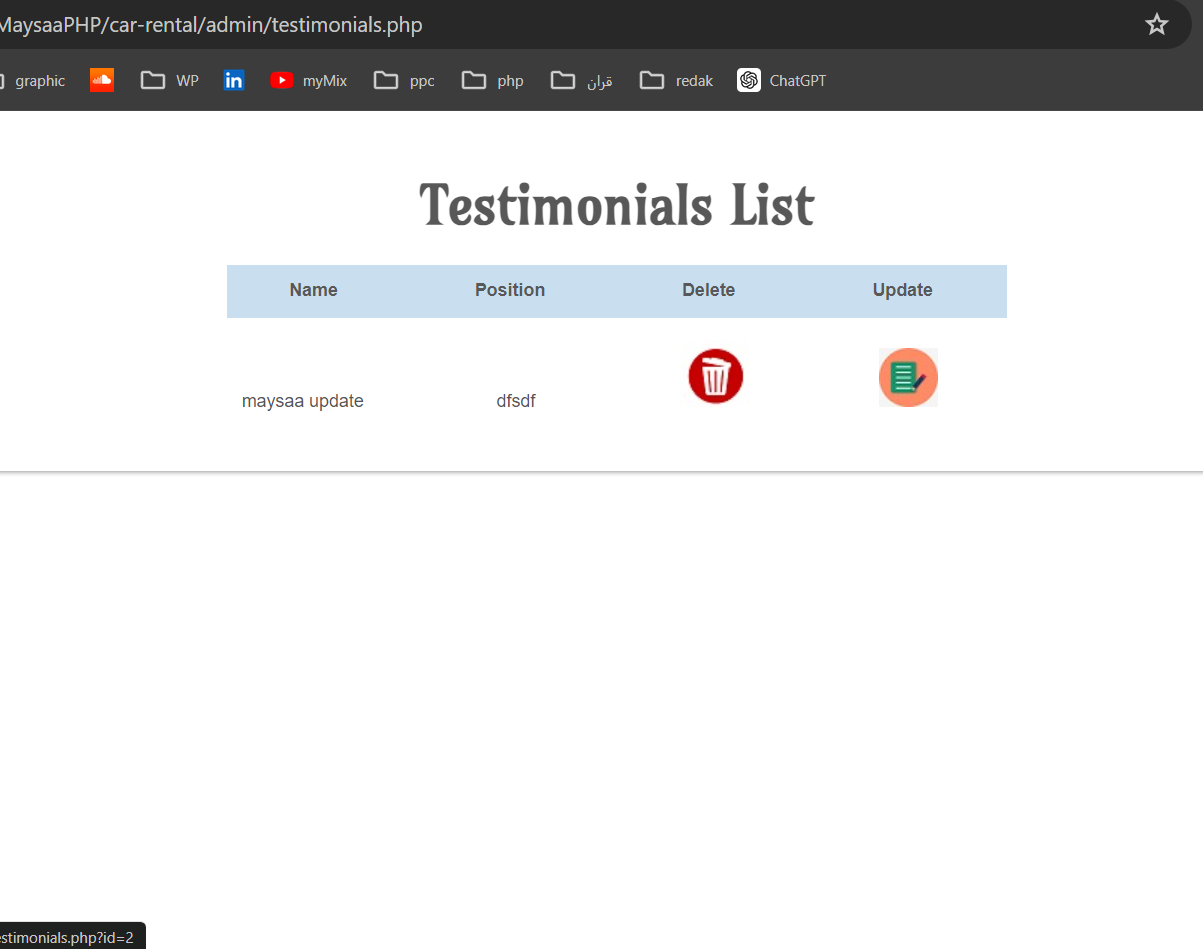 MaysaaPHP/car-rental/admin/testimonials.php
graphic WP in myMix ppc php قران redak ChatGPT
Testimonials List
Name Position Delete Update
maysaa update dfsdf
estimonials.php?id=2